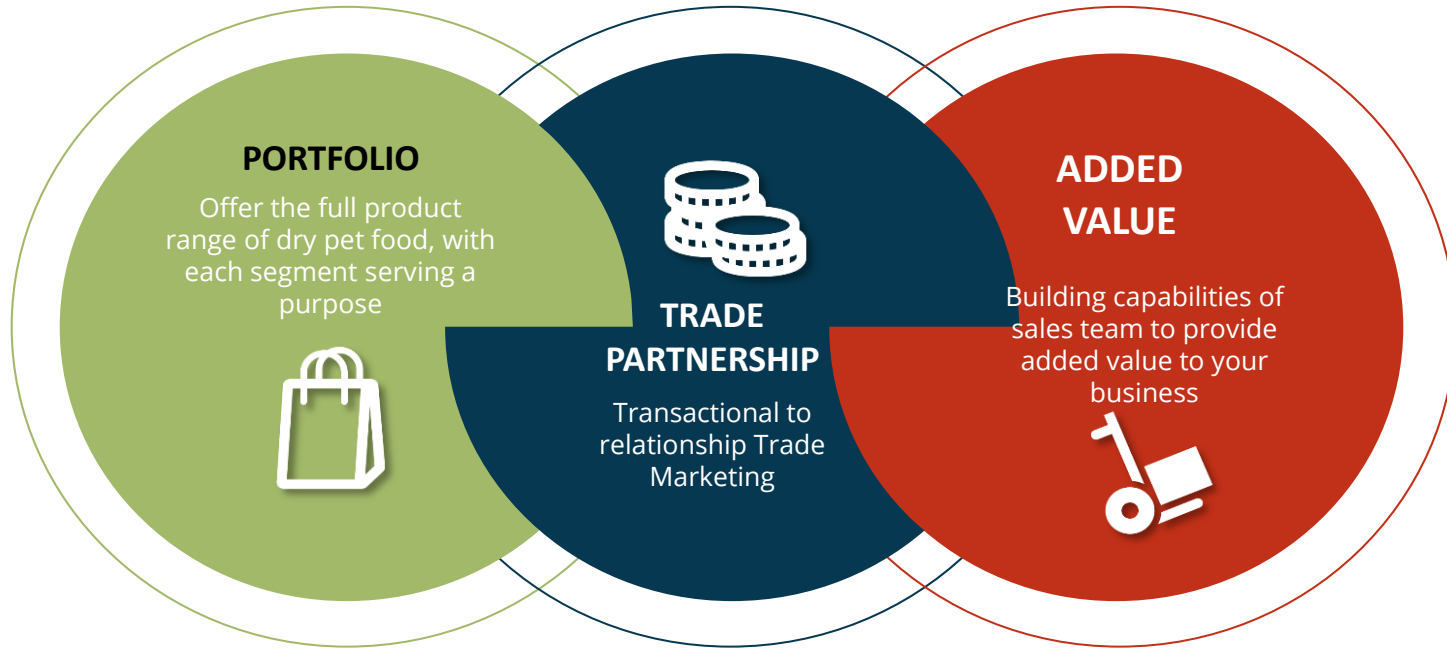 PORTFOLIO
Offer the full product
range of dry pet food, with
each segment serving a
purpose
TRADE
PARTNERSHIP
Transactional to
relationship Trade
Marketing
ADDED
VALUE
Building capabilities of
sales team to provide
added value to your
business